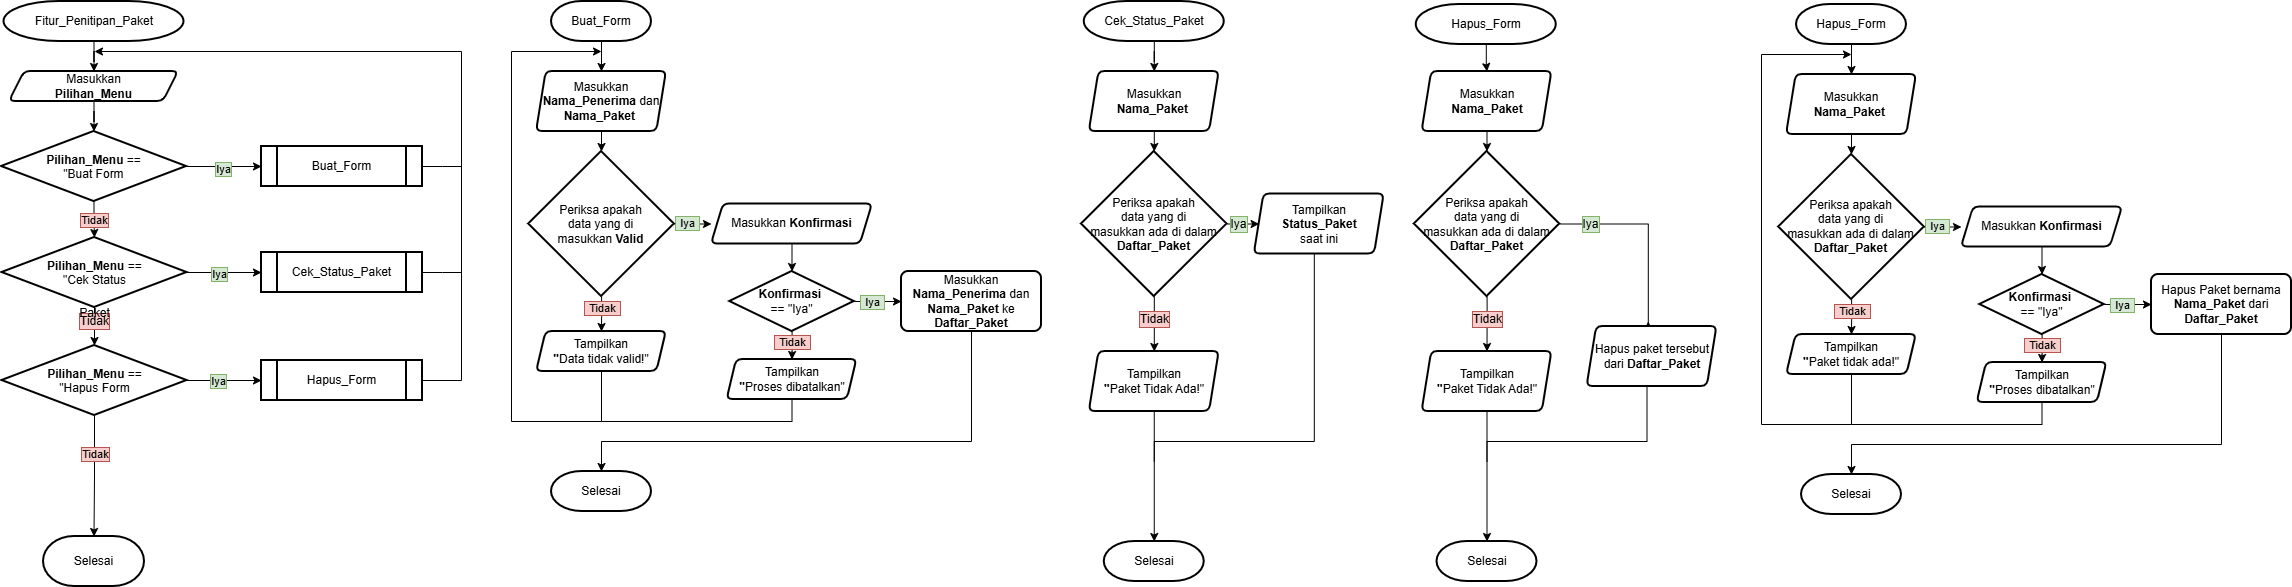 Fitur_Penitipan_Paket
Masukkan
Pilihan_Menu
Pilihan_Menu ==
"Buat Form
Iya
Buat_Form
Tidak
Pilihan_Menu ==
"Cek Status
Paket
Iya
Cek_Status_Paket
Tidak
Pilihan_Menu ==
"Hapus Form
Iya
Hapus_Form
Tidak
Selesai
Buat_Form
Masukkan
Nama_Penerima dan
Nama_Paket
Periksa apakah
data yang di
masukkan Valid
Iya
Masukkan Konfirmasi
Tidak
Tampilkan
"Data tidak valid!"
Konfirmasi
== "Iya"
Iya
Masukkan
Nama_Penerima dan
Nama_Paket ke
Daftar_Paket
Tidak
Tampilkan
"Proses dibatalkan"
Selesai
Cek_Status_Paket
Masukkan
Nama_Paket
Periksa apakah
data yang di
masukkan ada di dalam
Daftar_Paket
Iya
Tampilkan
Status_Paket
saat ini
Tidak
Tampilkan
"Paket Tidak Ada!"
Selesai
Hapus_Form
Masukkan
Nama_Paket
Periksa apakah
data yang di
masukkan ada di dalam
Daftar_Paket
Iya
Hapus paket tersebut
dari Daftar_Paket
Tidak
Tampilkan
"Paket Tidak Ada!"
Selesai
Hapus_Form
Masukkan
Nama_Paket
Periksa apakah
data yang di
masukkan ada di dalam
Daftar_Paket
Iya
Masukkan Konfirmasi
Tidak
Tampilkan
"Paket tidak ada!"
Konfirmasi
== "Iya"
Iya
Hapus Paket bernama
Nama_Paket dari
Daftar_Paket
Tidak
Tampilkan
"Proses dibatalkan"
Selesai